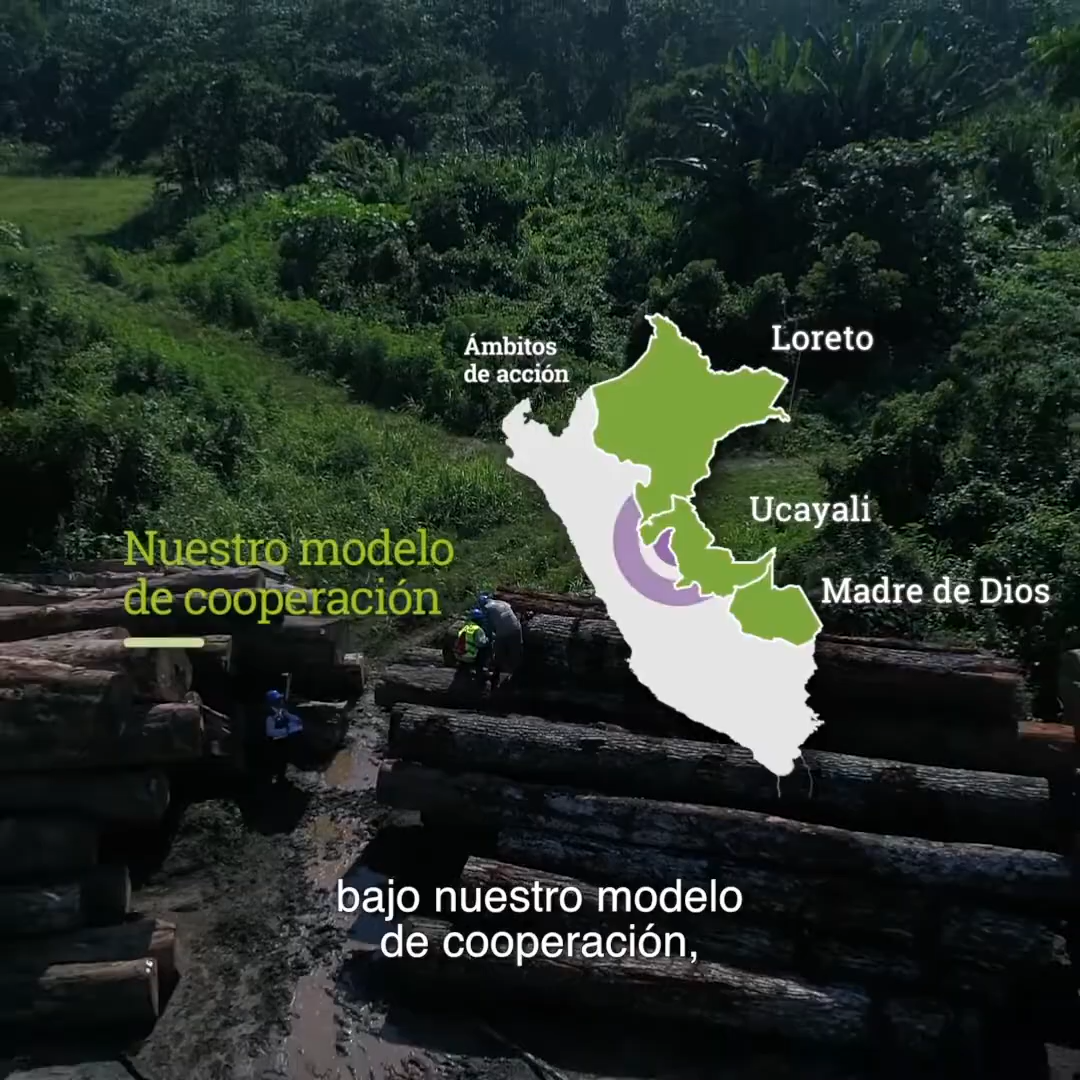 Ámbitos
de acción
Loreto
Ucayali
Madre de Dios
Nuestro modelo
de cooperación
bajo nuestro modelo
de cooperación,